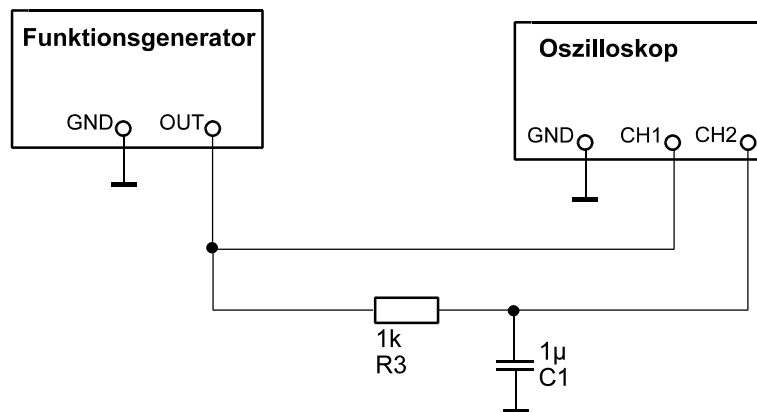 Funktionsgenerator
GND OUT
Oszilloskop
GND CH1 CH2
1k
R3
1µ
C1